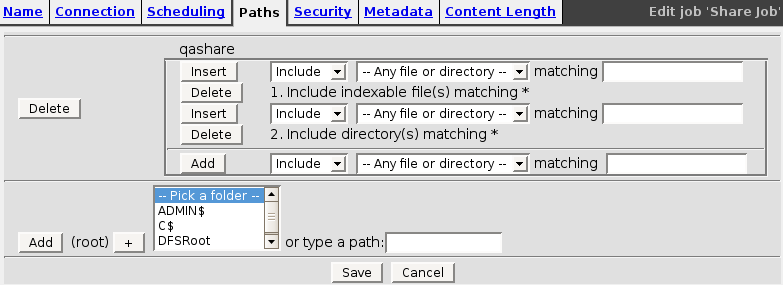 Name Connection Scheduling Paths Security Metadata Content Length Edit job 'Share Job'
qashare
Insert Include -- Any file or directory -- matching
Delete 1. Include indexable file(s) matching *
Insert Include -- Any file or directory -- matching
Delete 2. Include directory(s) matching *
Delete
Add Include -- Any file or directory -- matching
-- Pick a folder --
ADMIN$
C$
DFSRoot
Add (root) + or type a path:
Save Cancel